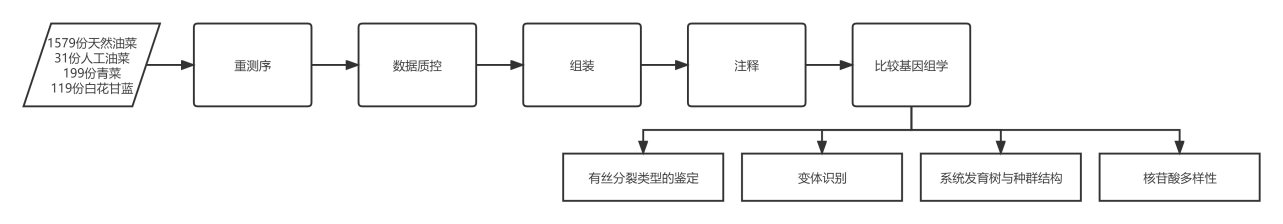 1579份天然油菜
31份人工油菜
199份青菜
119份白花甘蓝
重测序
数据质控
组装
注释
比较基因组学
有丝分裂类型的鉴定
变体识别
系统发育树与种群结构
核苷酸多样性